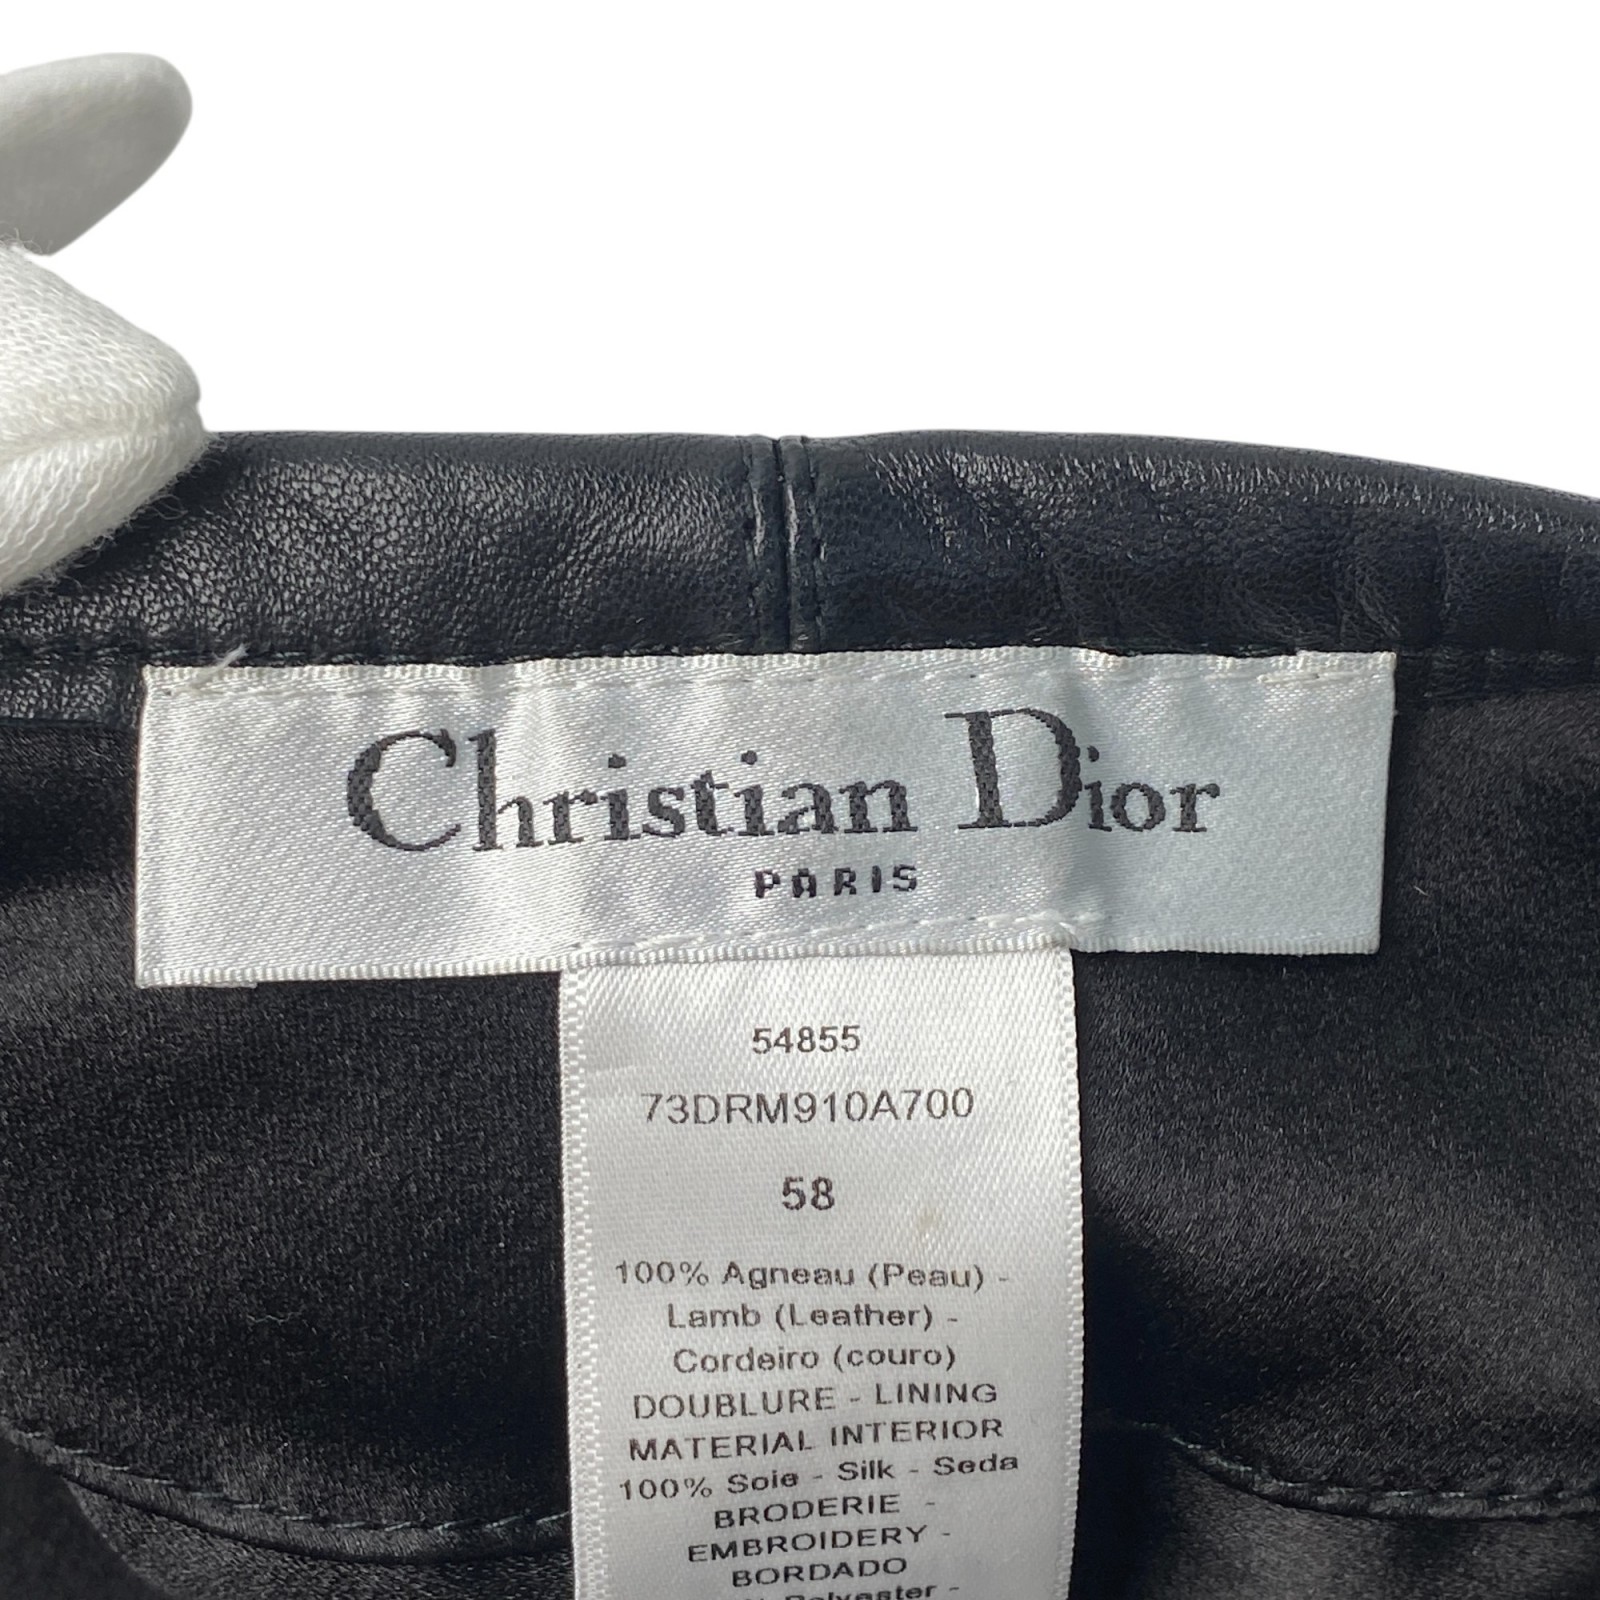 Christian Dior
PARIS
54855
73DRM910A700
58
100% Agneau (Peau) -
Lamb (Leather) -
Cordeiro (couro)
DOUBLURE - LINING
MATERIAL INTERIOR
100% Soie - Silk - Seda
BRODERIE -
EMBROIDERY -
BORDADO
Polyester -